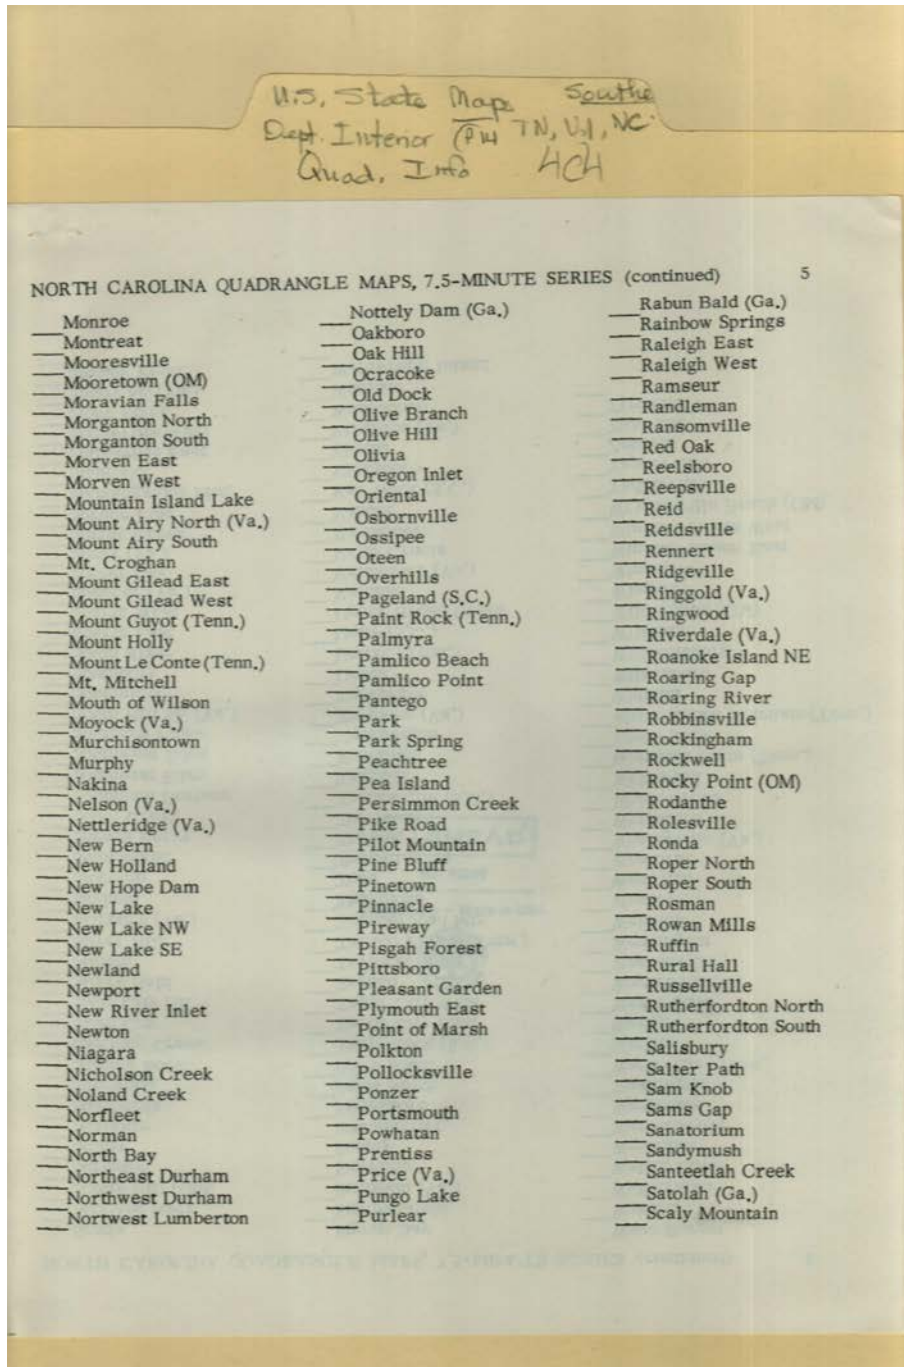 U.S. State Maps Southe
Dept. Interior TN, VA, NC.
Quad. Info 4C4
NORTH CAROLINA QUADRANGLE MAPS, 7.5-MINUTE SERIES (continued) 5
Monroe
Montreat
Mooresville
Mooretown (OM)
Moravian Falls
Morganton North
Morganton South
Morven East
Morven West
Mountain Island Lake
Mount Airy North (Va.)
Mount Airy South
Mt. Croghan
Mount Gilead East
Mount Gilead West
Mount Guyot (Tenn.)
Mount Holly
Mount Le Conte (Tenn.)
Mt. Mitchell
Mouth of Wilson
Moyock (Va.)
Murchisontown
Murphy
Nakina
Nelson (Va.)
Nettleridge (Va.)
New Bern
New Holland
New Hope Dam
New Lake
New Lake NW
New Lake SE
Newland
Newport
New River Inlet
Newton
Niagara
Nicholson Creek
Noland Creek
Norfleet
Norman
North Bay
Northeast Durham
Northwest Durham
Nortwest Lumberton
Nottely Dam (Ga.)
Oakboro
Oak Hill
Ocracoke
Old Dock
Olive Branch
Olive Hill
Olivia
Oregon Inlet
Oriental
Osbornville
Ossipee
Oteen
Overhills
Pageland (S.C.)
Paint Rock (Tenn.)
Palmyra
Pamlico Beach
Pamlico Point
Pantego
Park
Park Spring
Peachtree
Pea Island
Persimmon Creek
Pike Road
Pilot Mountain
Pine Bluff
Pinetown
Pinnacle
Pireway
Pisgah Forest
Pittsboro
Pleasant Garden
Plymouth East
Point of Marsh
Polkton
Pollocksville
Ponzer
Portsmouth
Powhatan
Prentiss
Price (Va.)
Pungo Lake
Purlear
Rabun Bald (Ga.)
Rainbow Springs
Raleigh East
Raleigh West
Ramseur
Randleman
Ransomville
Red Oak
Reelsboro
Reepsville
Reid
Reidsville
Rennert
Ridgeville
Ringgold (Va.)
Ringwood
Riverdale (Va.)
Roanoke Island NE
Roaring Gap
Roaring River
Robbinsville
Rockingham
Rockwell
Rocky Point (OM)
Rodanthe
Rolesville
Ronda
Roper North
Roper South
Rosman
Rowan Mills
Ruffin
Rural Hall
Russellville
Rutherfordton North
Rutherfordton South
Salisbury
Salter Path
Sam Knob
Sams Gap
Sanatorium
Sandymush
Santeetlah Creek
Satolah (Ga.)
Scaly Mountain